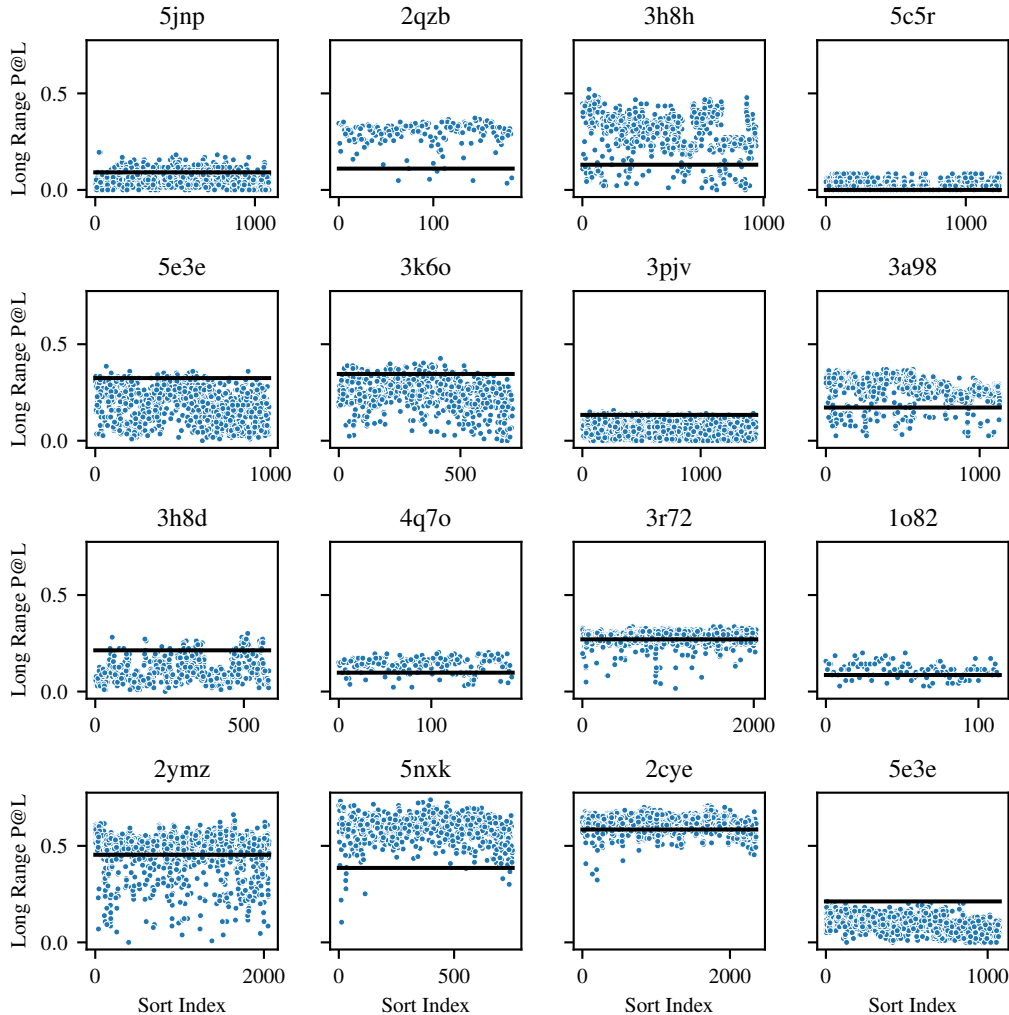 5jnp 2qzb 3h8h 5c5r
Long Range P@L
0.5
0.0
0 1000 0 100 0 1000 0 1000
5e3e 3k6o 3pjv 3a98
Long Range P@L
0.5
0.0
0 1000 0 500 0 1000 0 1000
3h8d 4q7o 3r72 1o82
Long Range P@L
0.5
0.0
0 500 0 100 0 2000 0 100
2ymz 5nxk 2cye 5e3e
Long Range P@L
0.5
0.0
0 2000 0 500 0 2000 0 1000
Sort Index Sort Index Sort Index Sort Index